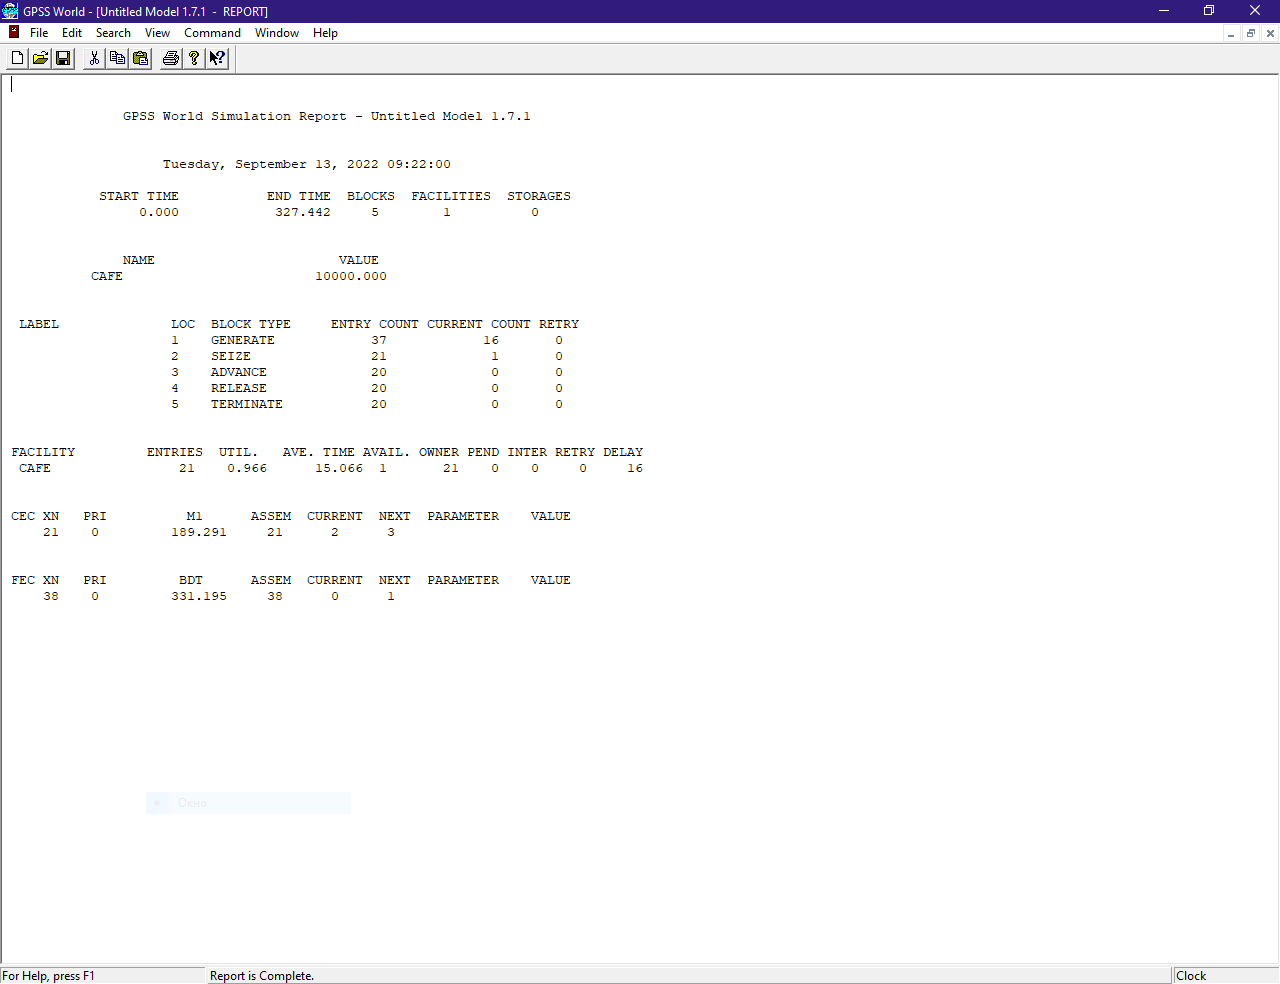 GPSS World - [Untitled Model 1.7.1 - REPORT]
File Edit Search View Command Window Help
GPSS World Simulation Report - Untitled Model 1.7.1
Tuesday, September 13, 2022 09:22:00
START TIME END TIME BLOCKS FACILITIES STORAGES
0.000 327.442 5 1 0
NAME VALUE
CAFE 10000.000
LABEL LOC BLOCK TYPE ENTRY COUNT CURRENT COUNT RETRY
1 GENERATE 37 16 0
2 SEIZE 21 1 0
3 ADVANCE 20 0 0
4 RELEASE 20 0 0
5 TERMINATE 20 0 0
FACILITY ENTRIES UTIL. AVE. TIME AVAIL. OWNER PEND INTER RETRY DELAY
CAFE 21 0.966 15.066 1 21 0 0 0 16
CEC XN PRI M1 ASSEM CURRENT NEXT PARAMETER VALUE
21 0 189.291 21 2 3
FEC XN PRI BDT ASSEM CURRENT NEXT PARAMETER VALUE
38 0 331.195 38 0 1
Окно
For Help, press F1 Report is Complete. Clock